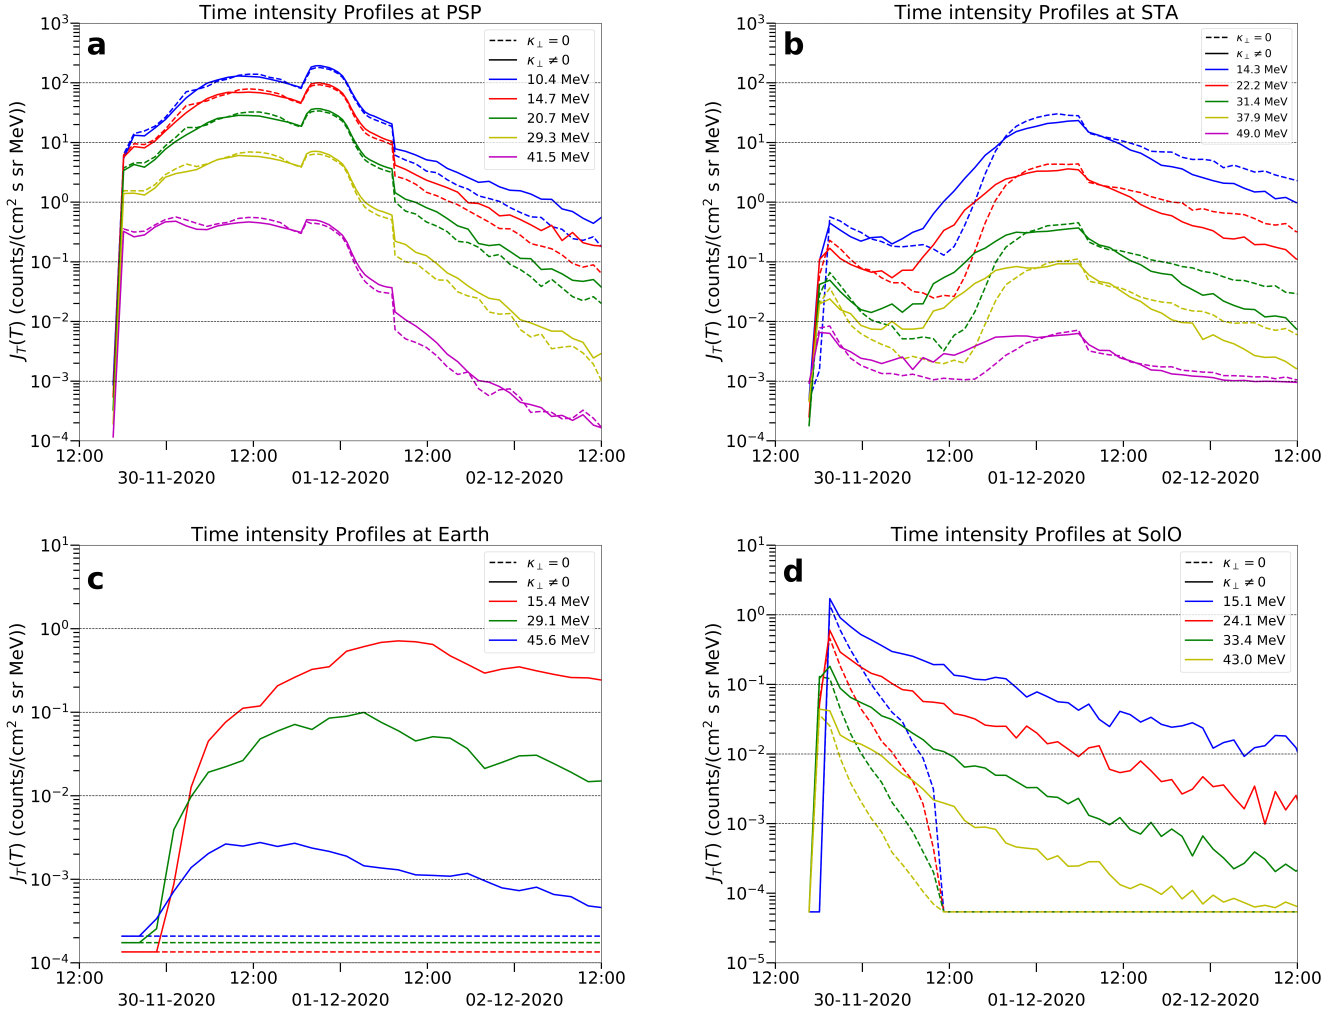 Time intensity Profiles at PSP
a
10³
10²
10¹
10⁰
10⁻¹
10⁻²
10⁻³
10⁻⁴
J_T(T) (counts/(cm² s sr MeV))
κ⊥ = 0
κ⊥ ≠ 0
10.4 MeV
14.7 MeV
20.7 MeV
29.3 MeV
41.5 MeV
12:00 12:00 12:00 12:00
30-11-2020 01-12-2020 02-12-2020
Time intensity Profiles at STA
b
10³
10²
10¹
10⁰
10⁻¹
10⁻²
10⁻³
10⁻⁴
J_T(T) (counts/(cm² s sr MeV))
κ⊥ = 0
κ⊥ ≠ 0
14.3 MeV
22.2 MeV
31.4 MeV
37.9 MeV
49.0 MeV
12:00 12:00 12:00 12:00
30-11-2020 01-12-2020 02-12-2020
Time intensity Profiles at Earth
c
10¹
10⁰
10⁻¹
10⁻²
10⁻³
10⁻⁴
J_T(T) (counts/(cm² s sr MeV))
κ⊥ = 0
κ⊥ ≠ 0
15.4 MeV
29.1 MeV
45.6 MeV
12:00 12:00 12:00 12:00
30-11-2020 01-12-2020 02-12-2020
Time intensity Profiles at SolO
d
10¹
10⁰
10⁻¹
10⁻²
10⁻³
10⁻⁴
10⁻⁵
J_T(T) (counts/(cm² s sr MeV))
κ⊥ = 0
κ⊥ ≠ 0
15.1 MeV
24.1 MeV
33.4 MeV
43.0 MeV
12:00 12:00 12:00 12:00
30-11-2020 01-12-2020 02-12-2020